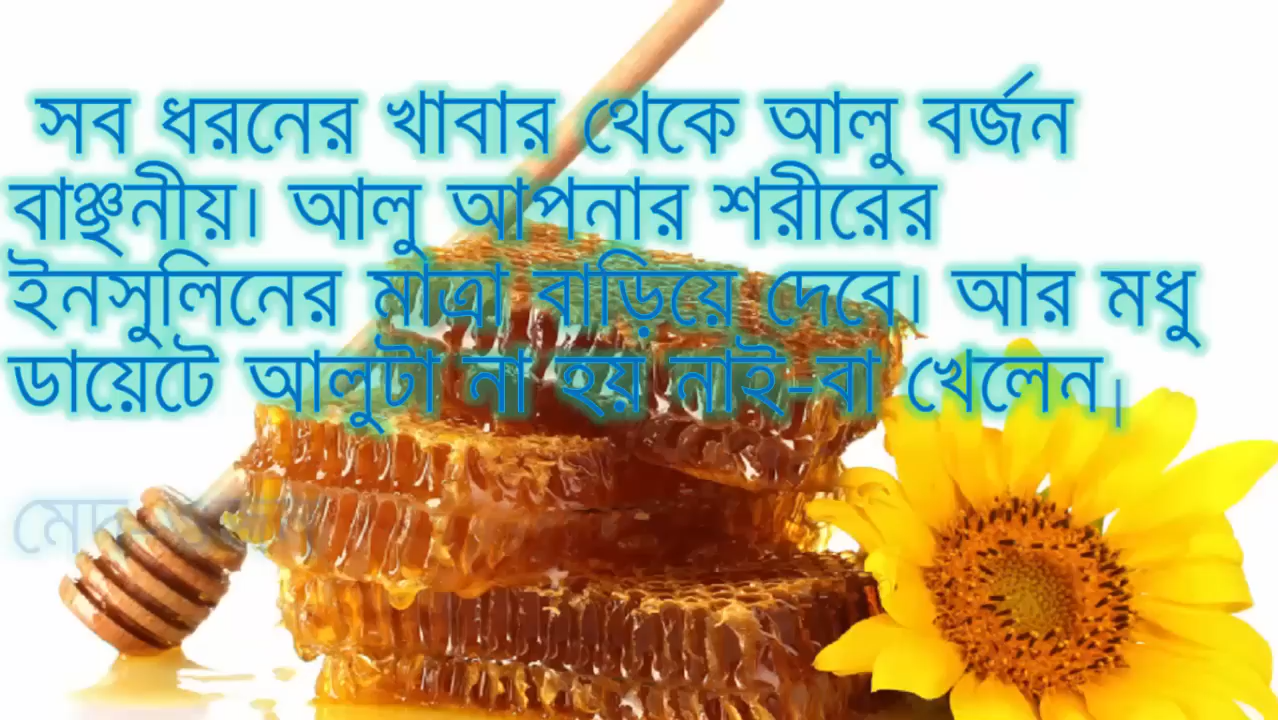 সব ধরনের খাবার থেকে আলু বর্জন
বাঞ্ছনীয়। আলু আপনার শরীরের
ইনসুলিনের মাত্রা বাড়িয়ে দেবে। আর মধু
ডায়েটে আলুটা না হয় নাই-বা খেলেন।